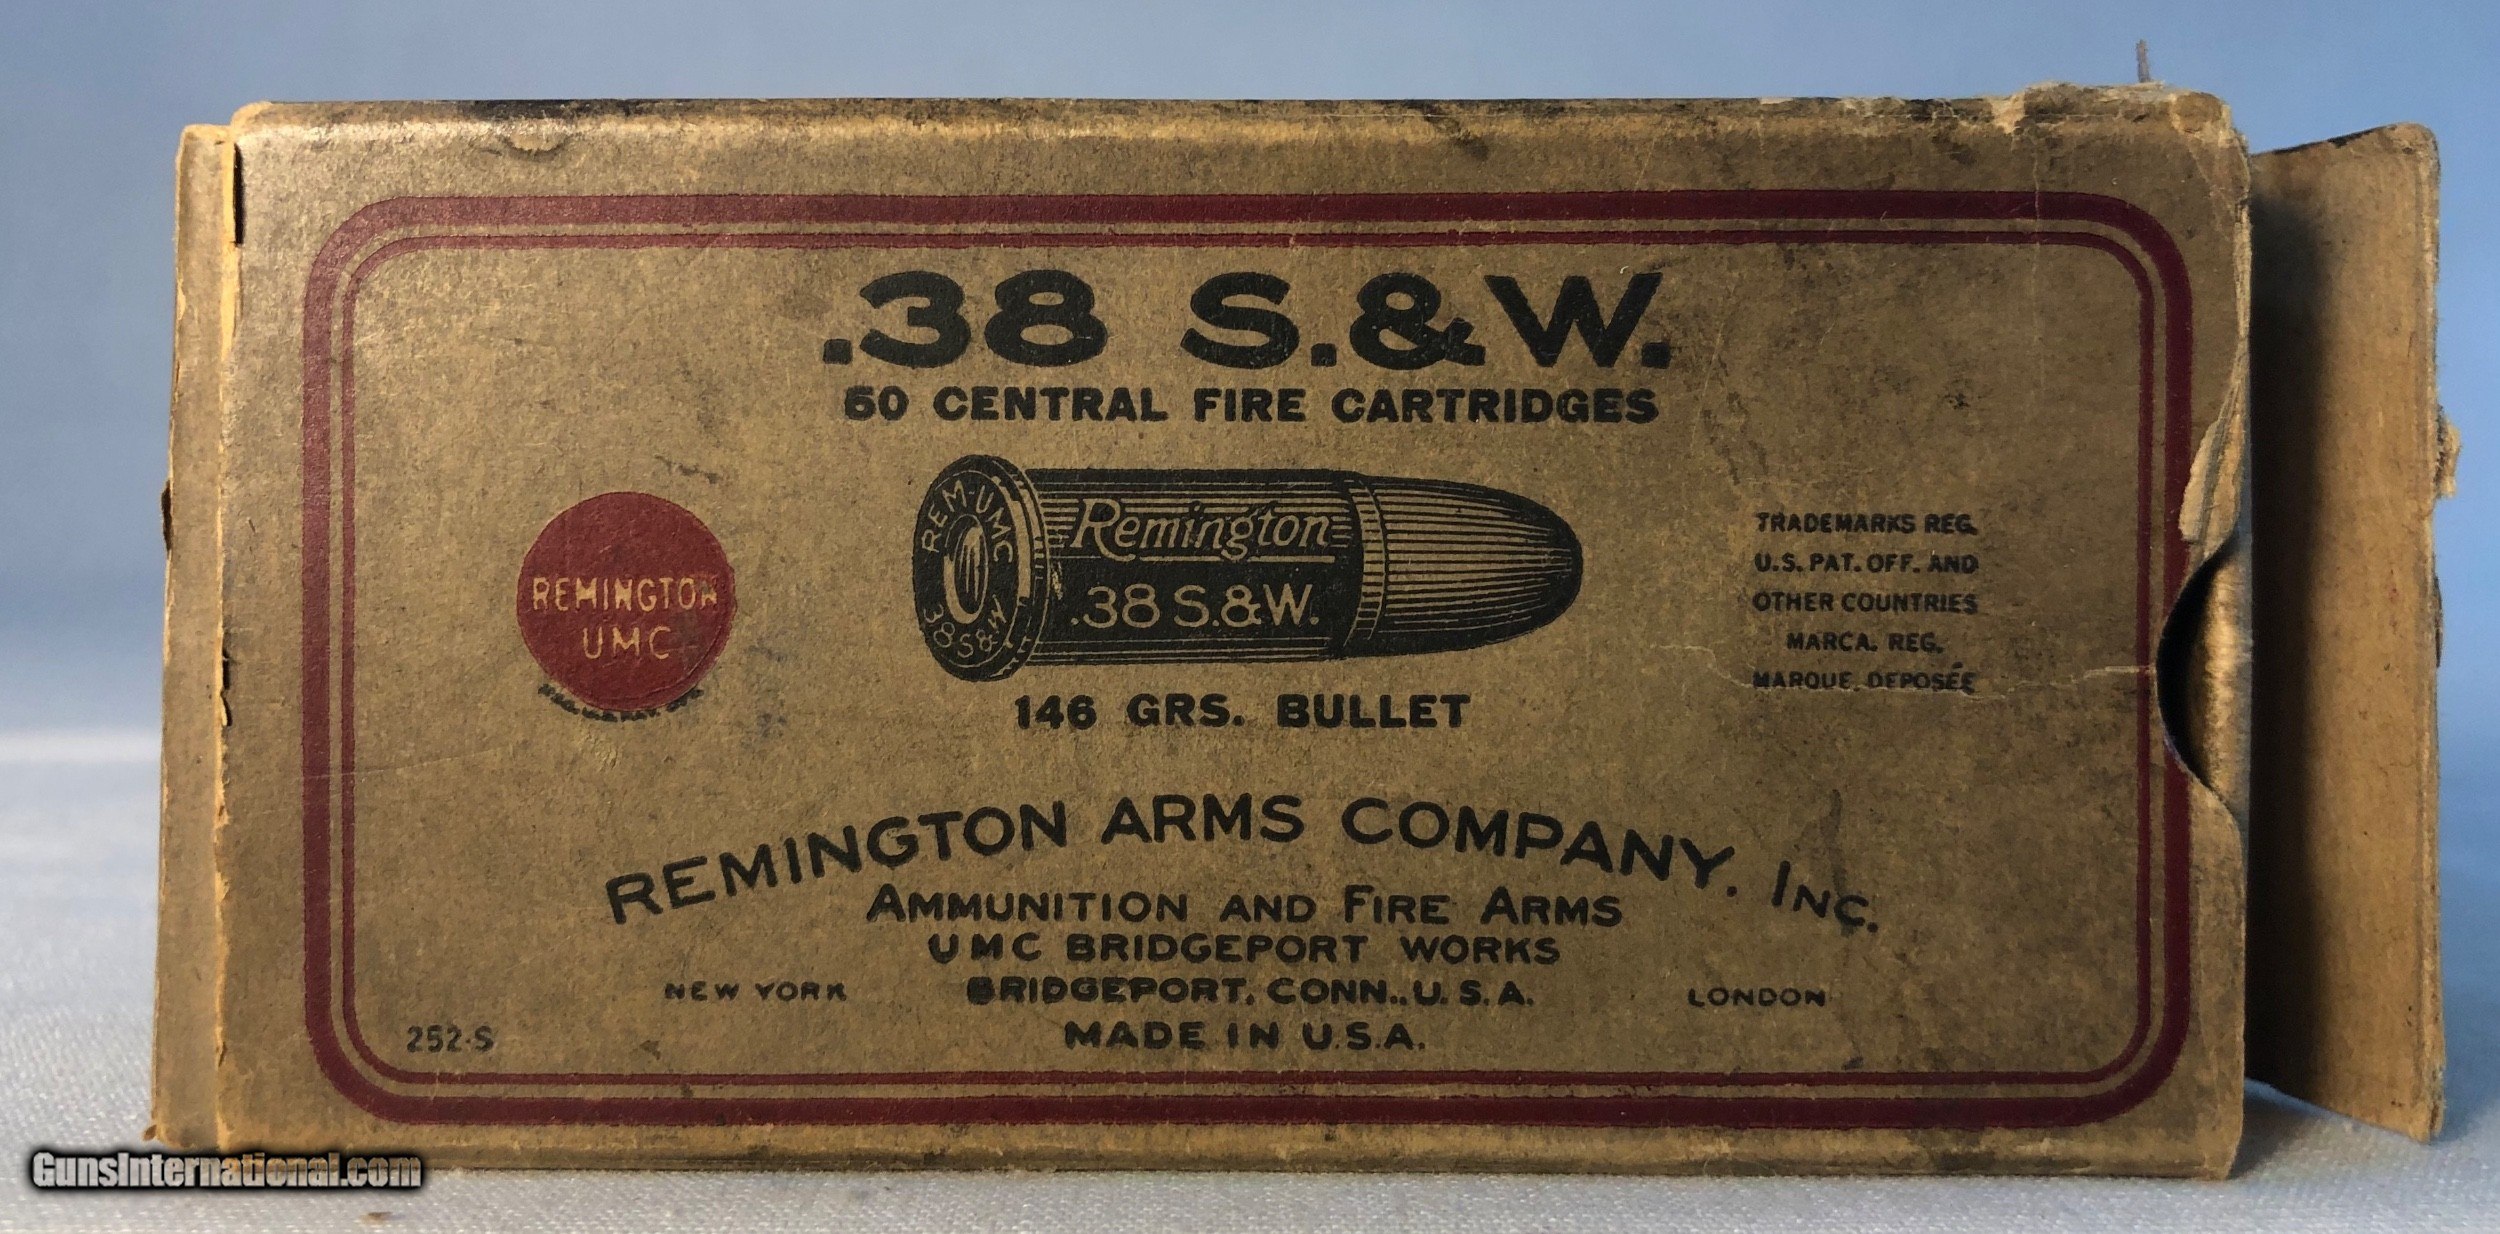 .38 S.&W.
50 CENTRAL FIRE CARTRIDGES
REM-UMC
38 S&W
Remington
.38 S.&W.
REMINGTON
UMC
146 GRS. BULLET
TRADEMARKS REG.
U.S. PAT. OFF. AND
OTHER COUNTRIES
MARCA. REG.
MARQUE. DEPOSÉE
REMINGTON ARMS COMPANY, INC.
AMMUNITION AND FIRE ARMS
UMC BRIDGEPORT WORKS
NEW YORK BRIDGEPORT, CONN., U.S.A. LONDON
MADE IN U.S.A.
252-S
GunsInternational.com